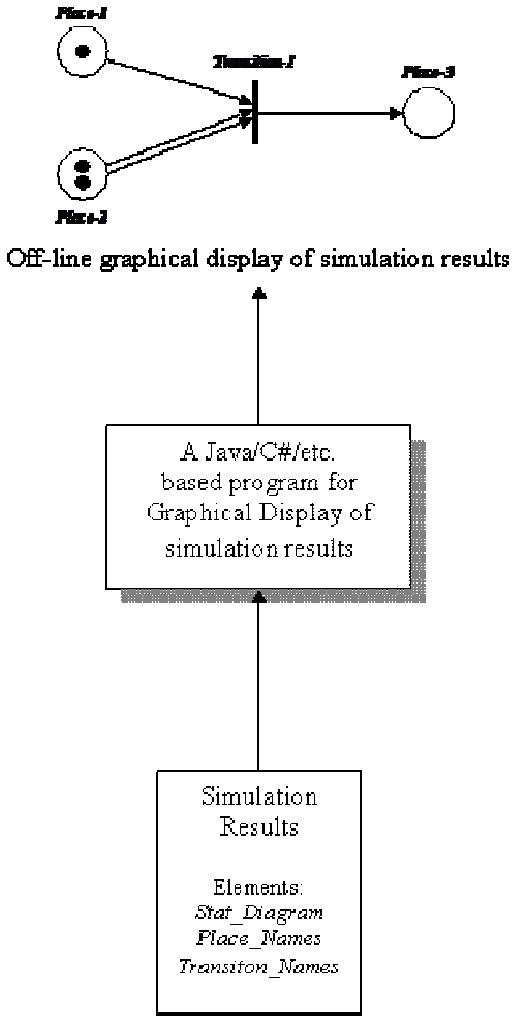 Place-1
Transition-1
Place-3
Place-2
Off-line graphical display of simulation results
A Java/C#/etc.
based program for
Graphical Display of
simulation results
Simulation
Results
Elements:
Stat_Diagram
Place_Names
Transiton_Names